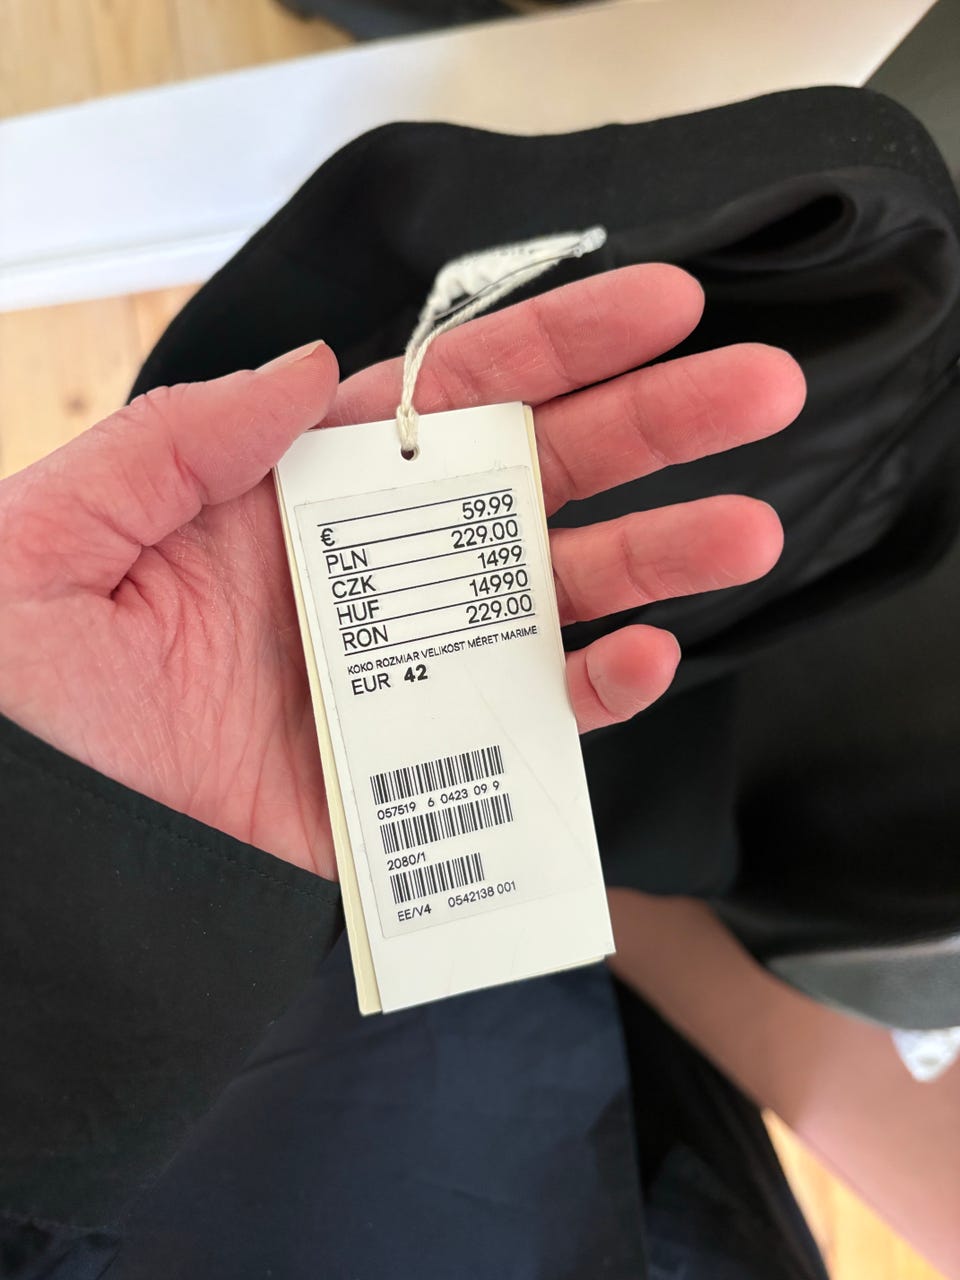 € 59.99
PLN 229.00
CZK 1499
HUF 14990
RON 229.00
KOKO ROZMIAR VELIKOST MÉRET MARIME
EUR 42
057519 6 0423 09 9
2080/1
EE/V4 0542138 001